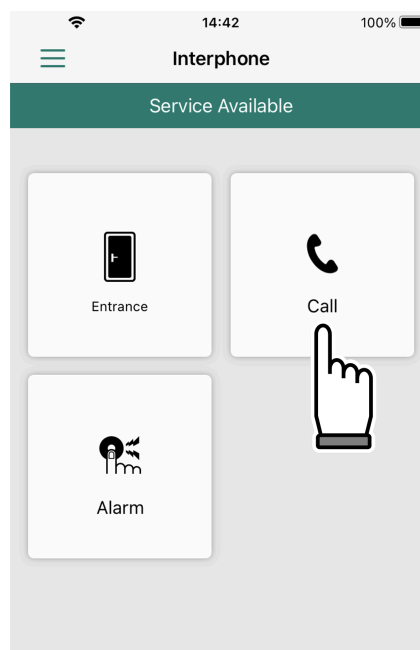 14:42
100%
Interphone
Service Available
Entrance
Call
Alarm